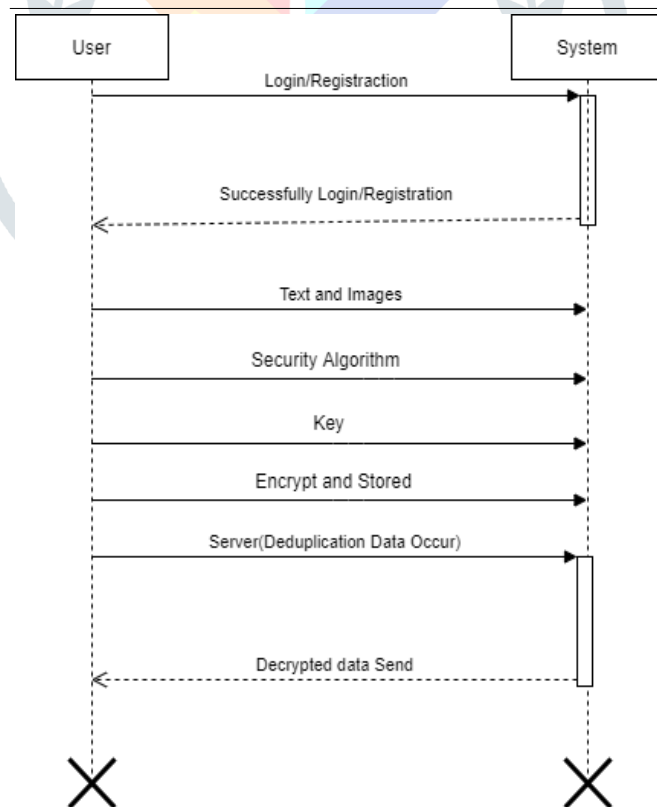 User
System
Login/Registraction
Successfully Login/Registration
Text and Images
Security Algorithm
Key
Encrypt and Stored
Server(Deduplication Data Occur)
Decrypted data Send